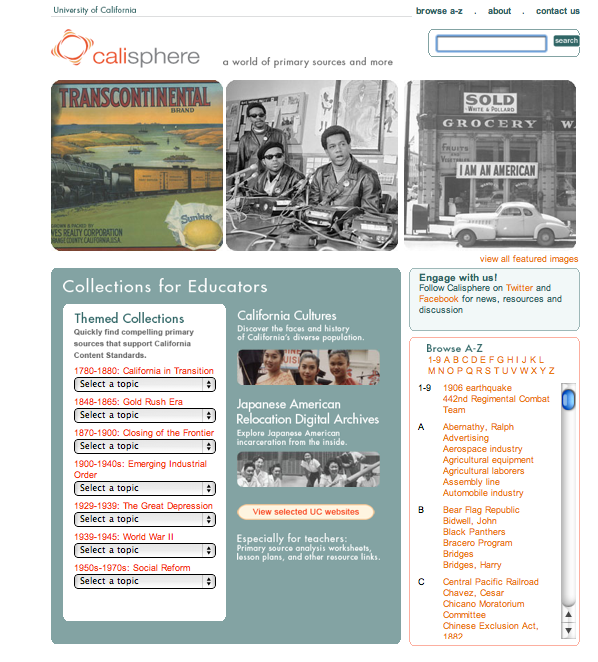 University of California
browse a-z . about . contact us
calisphere
a world of primary sources and more
search
TRANSCONTINENTAL
BRAND
Sunkist
GROWN & PACKED BY
YES REALTY CORPORATION
ORANGE COUNTY, CALIFORNIA, U.S.A.
SOLD
WHITE & POLLARD
GROCERY
W
FRUITS
AND
VEGETABLES
I AM AN AMERICAN
view all featured images
Collections for Educators
Themed Collections
Quickly find compelling primary
sources that support California
Content Standards.
1780-1880: California in Transition
Select a topic
1848-1865: Gold Rush Era
Select a topic
1870-1900: Closing of the Frontier
Select a topic
1900-1940s: Emerging Industrial
Order
Select a topic
1929-1939: The Great Depression
Select a topic
1939-1945: World War II
Select a topic
1950s-1970s: Social Reform
Select a topic
California Cultures
Discover the faces and history
of California's diverse population.
Japanese American
Relocation Digital Archives
Explore Japanese American
incarceration from the inside.
View selected UC websites
Especially for teachers:
Primary source analysis worksheets,
lesson plans, and other resource links.
Engage with us!
Follow Calisphere on Twitter and
Facebook for news, resources and
discussion
Browse A-Z
1-9 A B C D E F G H I J K L
M N O P Q R S T U V W X Y Z
1-9 1906 earthquake
442nd Regimental Combat
Team
A Abernathy, Ralph
Advertising
Aerospace industry
Agricultural equipment
Agricultural laborers
Assembly line
Automobile industry
B Bear Flag Republic
Bidwell, John
Black Panthers
Bracero Program
Bridges
Bridges, Harry
C Central Pacific Railroad
Chavez, Cesar
Chicano Moratorium
Committee
Chinese Exclusion Act,
1882